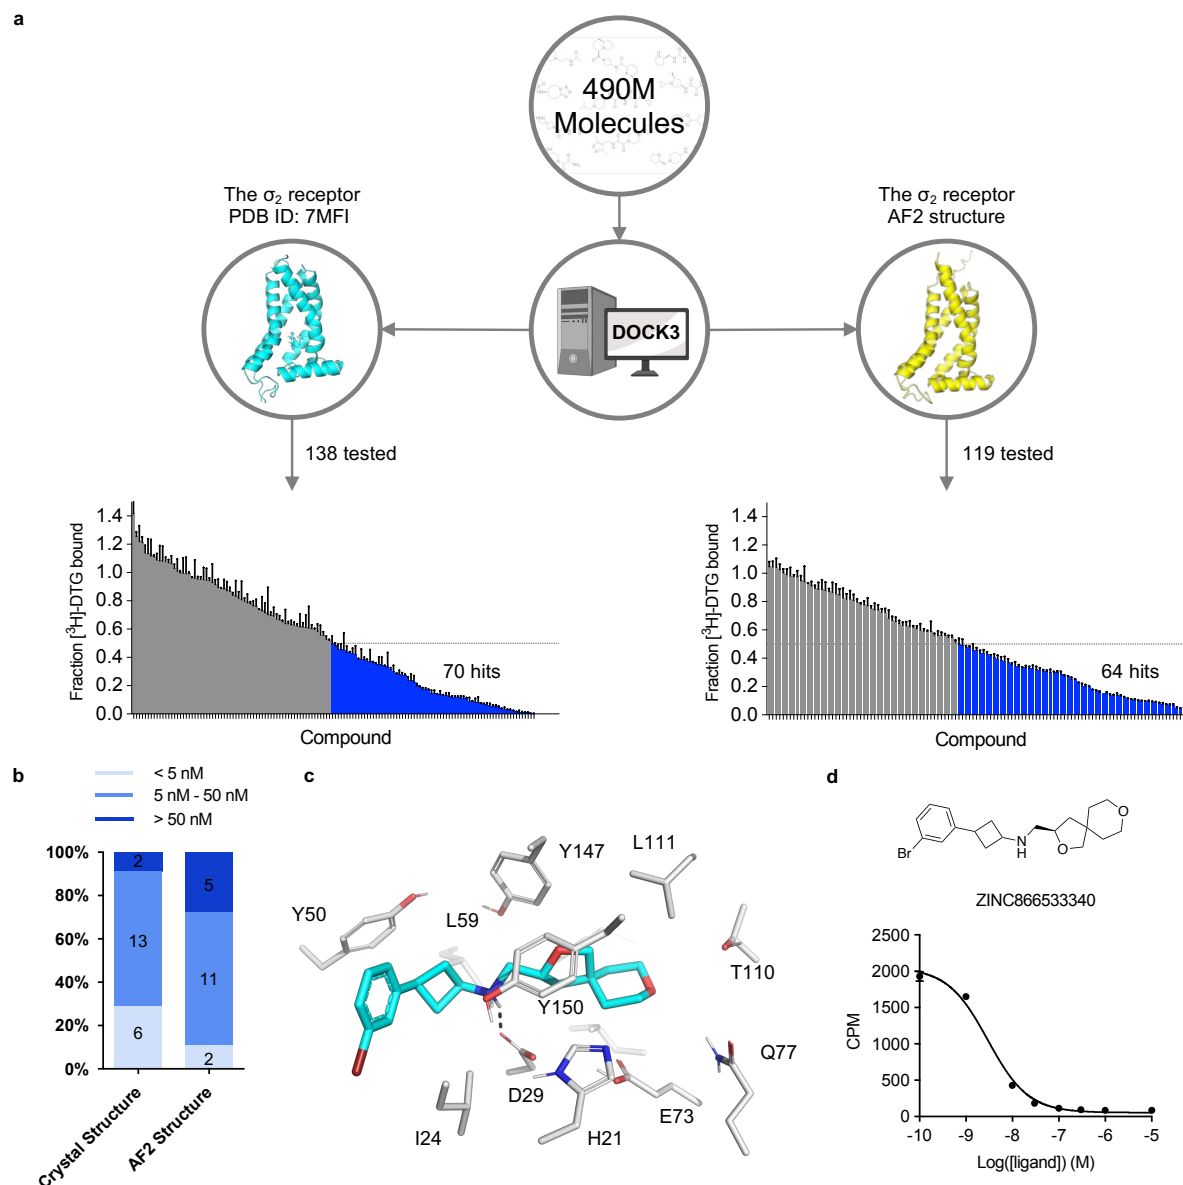 a
490M
Molecules
The σ₂ receptor
PDB ID: 7MFI
The σ₂ receptor
AF2 structure
DOCK3
138 tested
119 tested
Fraction [³H]-DTG bound
1.4
1.2
1.0
0.8
0.6
0.4
0.2
0.0
70 hits
Compound
Fraction [³H]-DTG bound
1.4
1.2
1.0
0.8
0.6
0.4
0.2
0.0
64 hits
Compound
b
< 5 nM
5 nM - 50 nM
> 50 nM
100%
80%
60%
40%
20%
0%
2
13
6
5
11
2
Crystal Structure
AF2 Structure
c
Y50
L59
Y147
L111
T110
Y150
Q77
D29
E73
I24
H21
d
Br
N
H
O
O
ZINC866533340
CPM
2500
2000
1500
1000
500
0
-10 -9 -8 -7 -6 -5
Log([ligand]) (M)